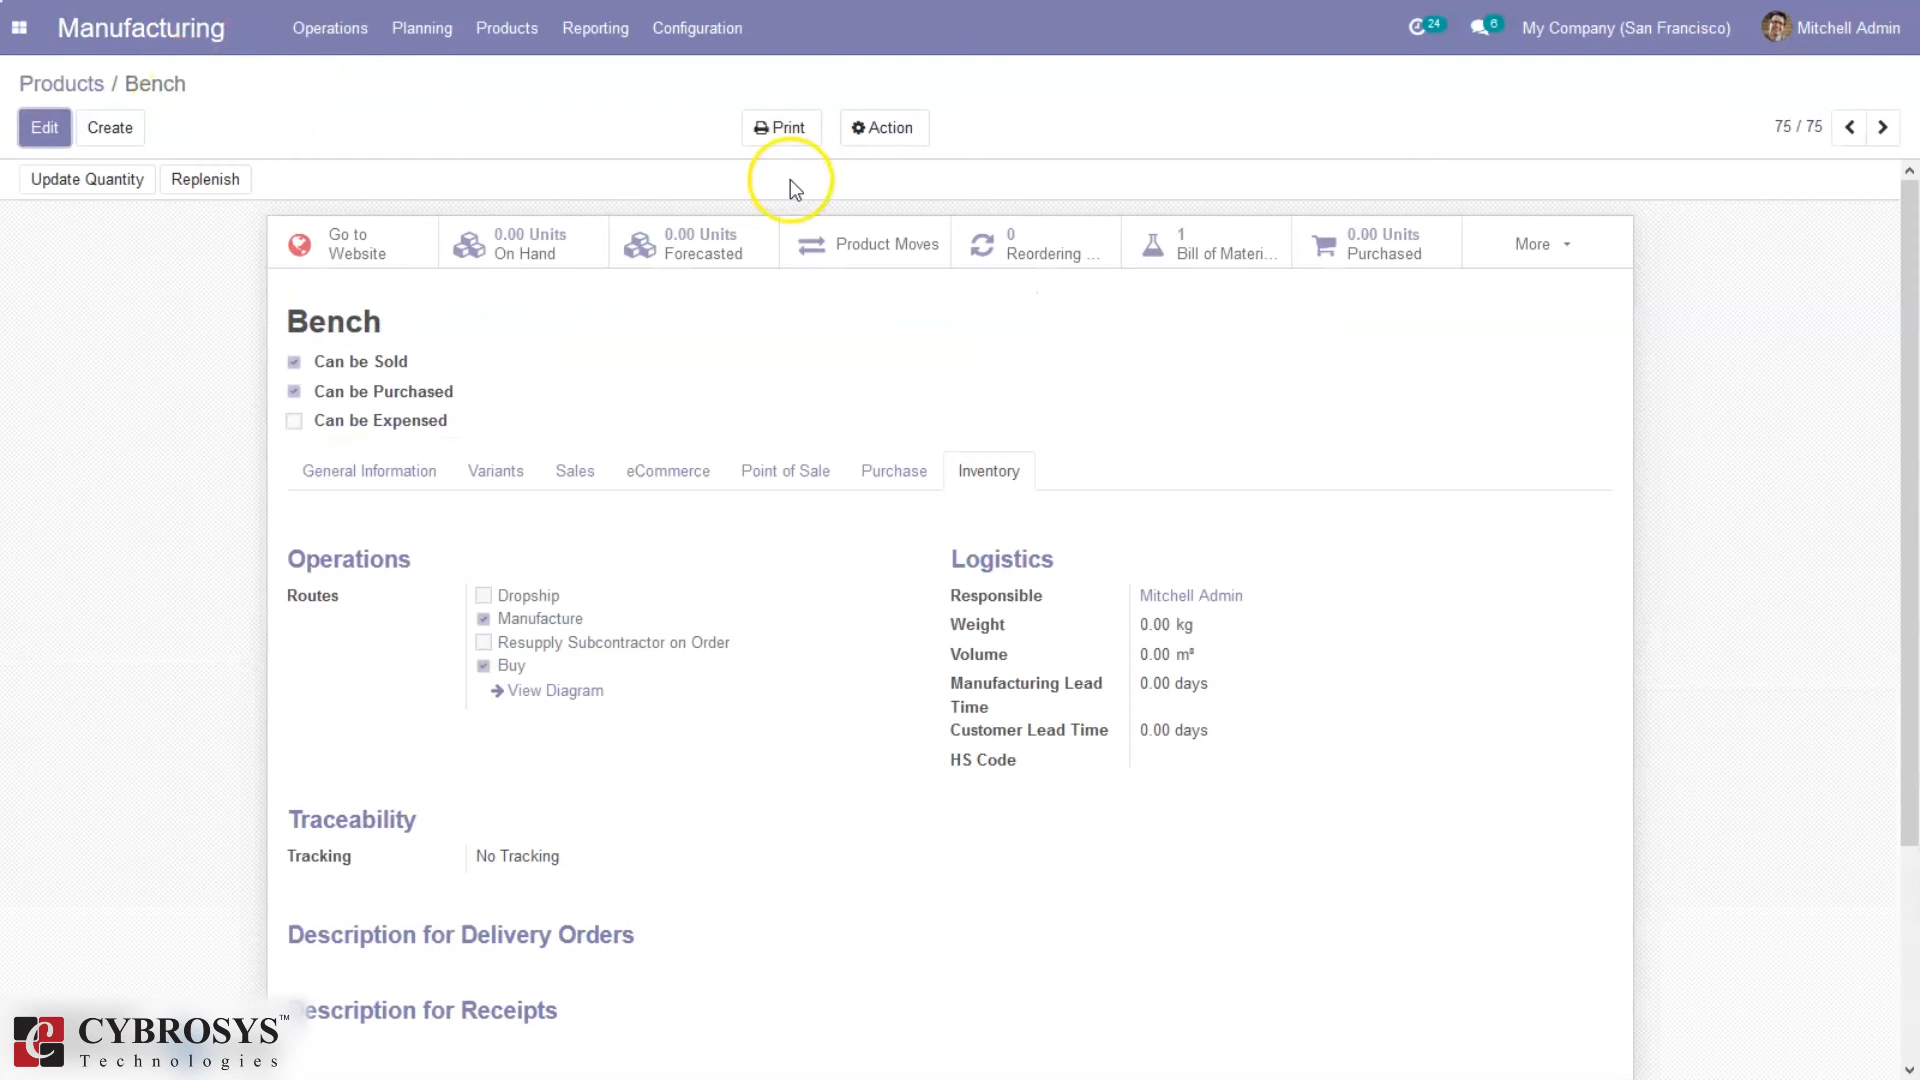 Manufacturing Operations Planning Products Reporting Configuration 24 6 My Company (San Francisco) Mitchell Admin
Products / Bench
Edit Create Print Action 75 / 75
Update Quantity Replenish
Go to Website
0.00 Units On Hand
0.00 Units Forecasted
Product Moves
0 Reordering ...
1 Bill of Materi...
0.00 Units Purchased
More
Bench
Can be Sold
Can be Purchased
Can be Expensed
General Information Variants Sales eCommerce Point of Sale Purchase Inventory
Operations
Routes
Dropship
Manufacture
Resupply Subcontractor on Order
Buy
View Diagram
Logistics
Responsible Mitchell Admin
Weight 0.00 kg
Volume 0.00 m³
Manufacturing Lead Time 0.00 days
Customer Lead Time 0.00 days
HS Code
Traceability
Tracking No Tracking
Description for Delivery Orders
escription for Receipts
CYBROSYS™
Technologies